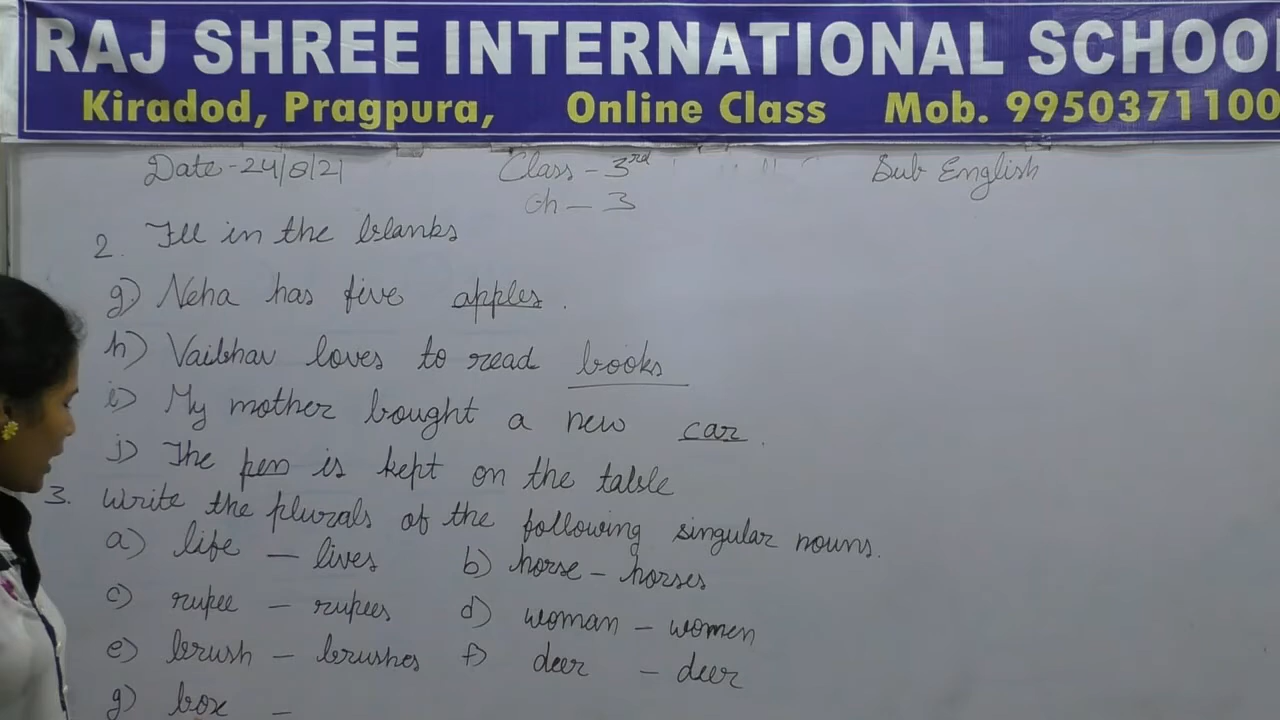 RAJ SHREE INTERNATIONAL SCHOO
Kiradod, Pragpura, Online Class Mob. 9950371100
Date-24/8/21 Class-3rd Sub English
Ch-3
2. Fill in the blanks
g) Neha has five apples.
h) Vaibhav loves to read books
i) My mother bought a new car.
j) The pen is kept on the table
3. Write the plurals of the following singular nouns.
a) life - lives b) horse - horses
c) rupee - rupees d) woman - women
e) brush - brushes f) deer - deer
g) box -